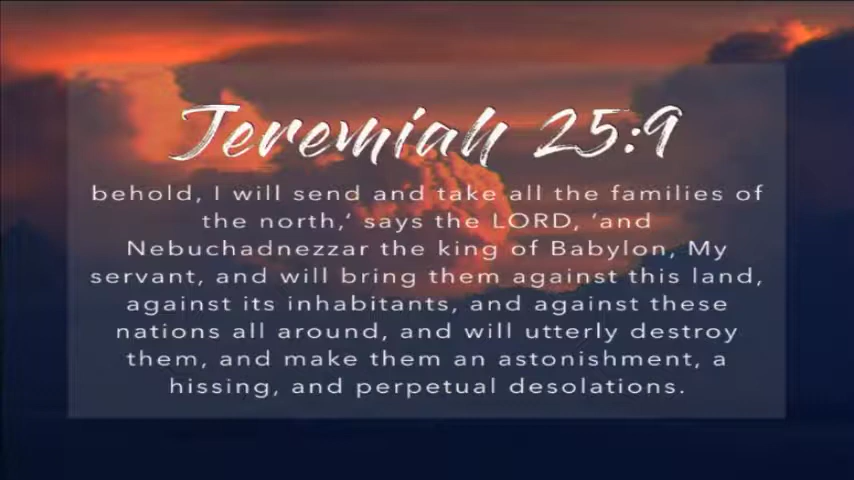 Jeremiah 25:9
behold, I will send and take all the families of
the north,‘ says the LORD, ‘and
Nebuchadnezzar the king of Babylon, My
servant, and will bring them against this land,
against its inhabitants, and against these
nations all around, and will utterly destroy
them, and make them an astonishment, a
hissing, and perpetual desolations.